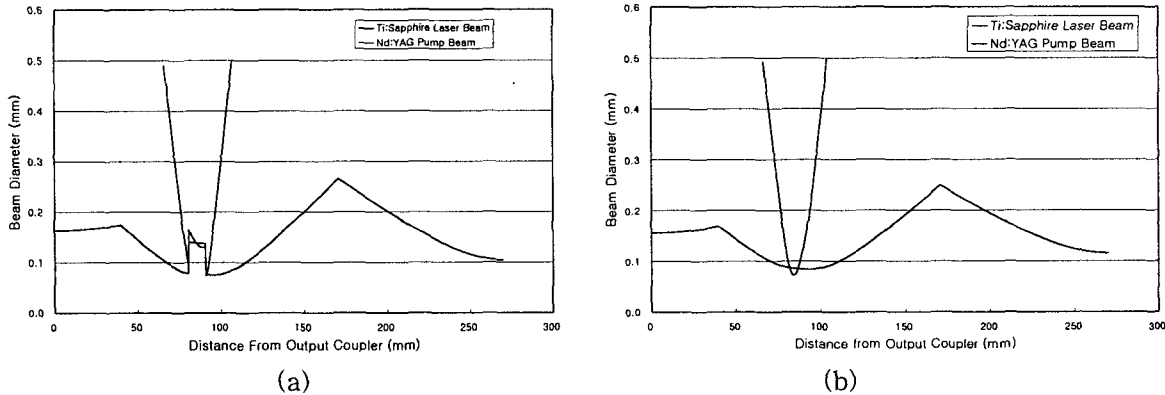 0.6
0.5
0.4
0.3
0.2
0.1
0.0
Beam Diameter (mm)
Ti:Sapphire Laser Beam
Nd:YAG Pump Beam
0 50 100 150 200 250 300
Distance From Output Coupler (mm)
(a)
0.6
0.5
0.4
0.3
0.2
0.1
0.0
Beam Diameter (mm)
Ti:Sapphire Laser Beam
Nd:YAG Pump Beam
0 50 100 150 200 250 300
Distance from Output Coupler (mm)
(b)